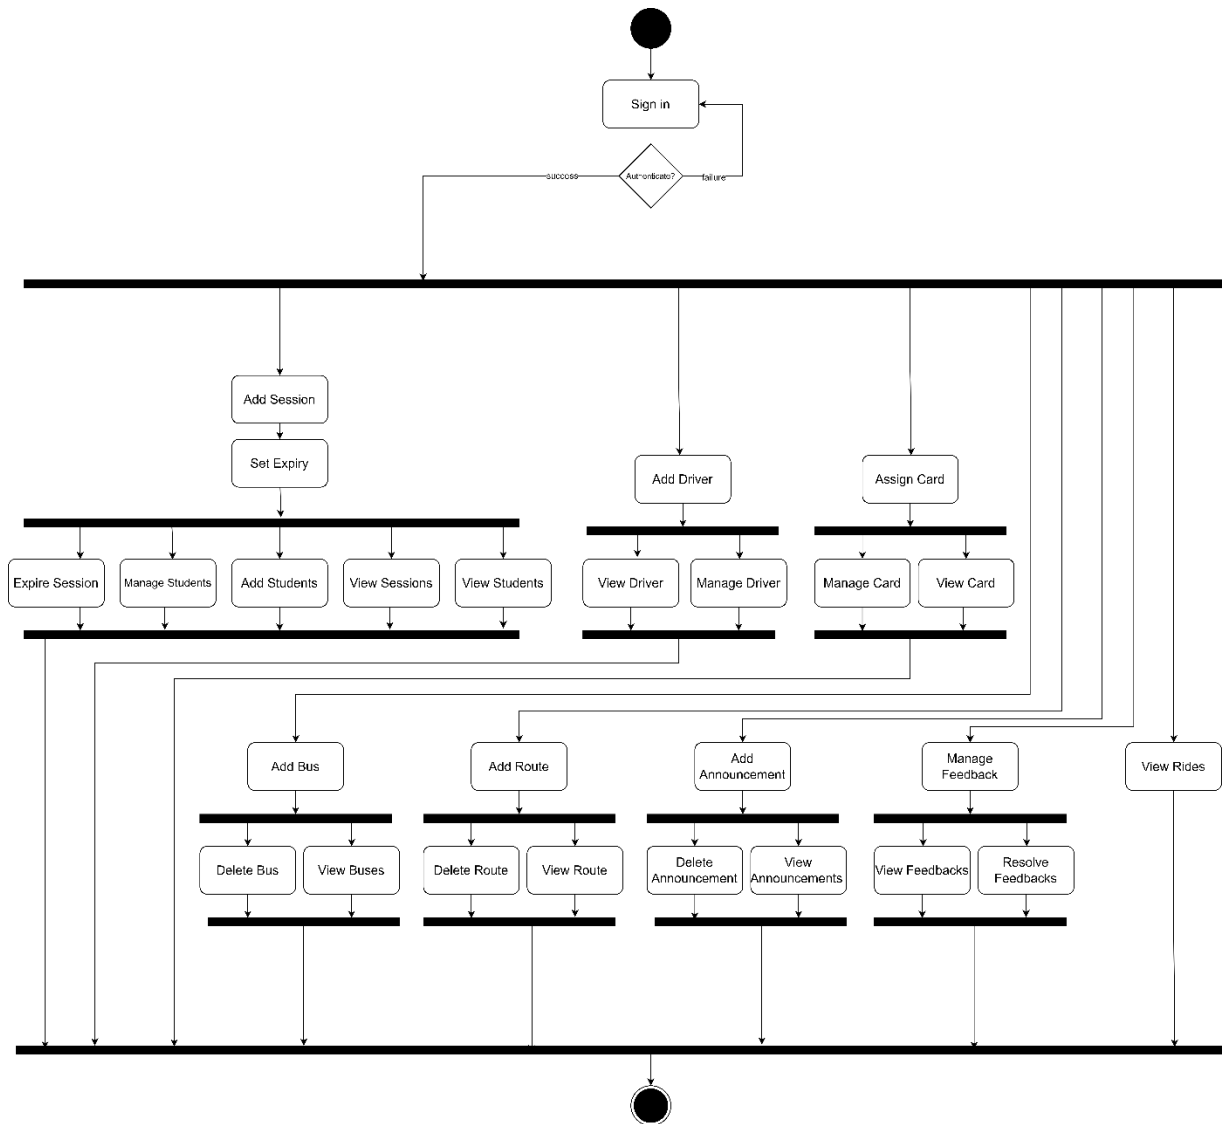 Sign in
Authenticate?
success
failure
Add Session
Set Expiry
Add Driver
Assign Card
Expire Session
Manage Students
Add Students
View Sessions
View Students
View Driver
Manage Driver
Manage Card
View Card
Add Bus
Add Route
Add
Announcement
Manage
Feedback
View Rides
Delete Bus
View Buses
Delete Route
View Route
Delete
Announcement
View
Announcements
View Feedbacks
Resolve
Feedbacks